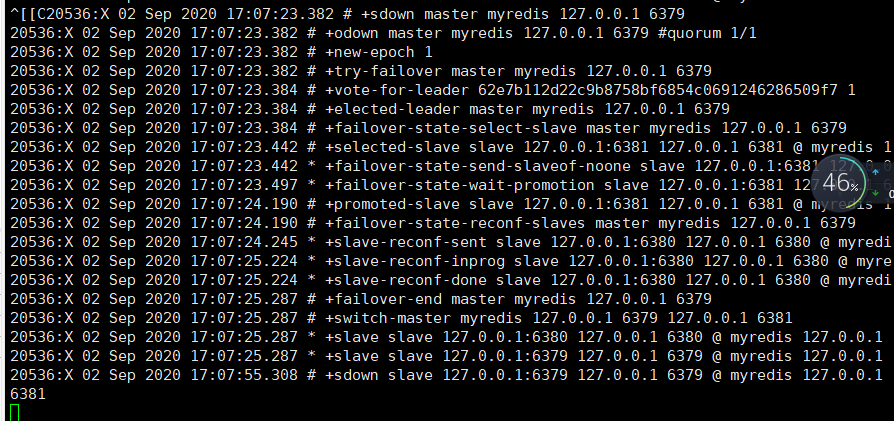 ^[[C20536:X 02 Sep 2020 17:07:23.382 # +sdown master myredis 127.0.0.1 6379
20536:X 02 Sep 2020 17:07:23.382 # +odown master myredis 127.0.0.1 6379 #quorum 1/1
20536:X 02 Sep 2020 17:07:23.382 # +new-epoch 1
20536:X 02 Sep 2020 17:07:23.382 # +try-failover master myredis 127.0.0.1 6379
20536:X 02 Sep 2020 17:07:23.384 # +vote-for-leader 62e7b112d22c9b8758bf6854c0691246286509f7 1
20536:X 02 Sep 2020 17:07:23.384 # +elected-leader master myredis 127.0.0.1 6379
20536:X 02 Sep 2020 17:07:23.384 # +failover-state-select-slave master myredis 127.0.0.1 6379
20536:X 02 Sep 2020 17:07:23.442 # +selected-slave slave 127.0.0.1:6381 127.0.0.1 6381 @ myredis 1
20536:X 02 Sep 2020 17:07:23.442 * +failover-state-send-slaveof-noone slave 127.0.0.1:6381
20536:X 02 Sep 2020 17:07:23.497 * +failover-state-wait-promotion slave 127.0.0.1:6381
46%
20536:X 02 Sep 2020 17:07:24.190 # +promoted-slave slave 127.0.0.1:6381 127.0.0.1 6381 @ myredis 1
20536:X 02 Sep 2020 17:07:24.190 # +failover-state-reconf-slaves master myredis 127.0.0.1 6379
20536:X 02 Sep 2020 17:07:24.245 * +slave-reconf-sent slave 127.0.0.1:6380 127.0.0.1 6380 @ myredi
20536:X 02 Sep 2020 17:07:25.224 * +slave-reconf-inprog slave 127.0.0.1:6380 127.0.0.1 6380 @ myre
20536:X 02 Sep 2020 17:07:25.224 * +slave-reconf-done slave 127.0.0.1:6380 127.0.0.1 6380 @ myredi
20536:X 02 Sep 2020 17:07:25.287 # +failover-end master myredis 127.0.0.1 6379
20536:X 02 Sep 2020 17:07:25.287 # +switch-master myredis 127.0.0.1 6379 127.0.0.1 6381
20536:X 02 Sep 2020 17:07:25.287 * +slave slave 127.0.0.1:6380 127.0.0.1 6380 @ myredis 127.0.0.1
20536:X 02 Sep 2020 17:07:25.287 * +slave slave 127.0.0.1:6379 127.0.0.1 6379 @ myredis 127.0.0.1
20536:X 02 Sep 2020 17:07:55.308 # +sdown slave 127.0.0.1:6379 127.0.0.1 6379 @ myredis 127.0.0.1
6381